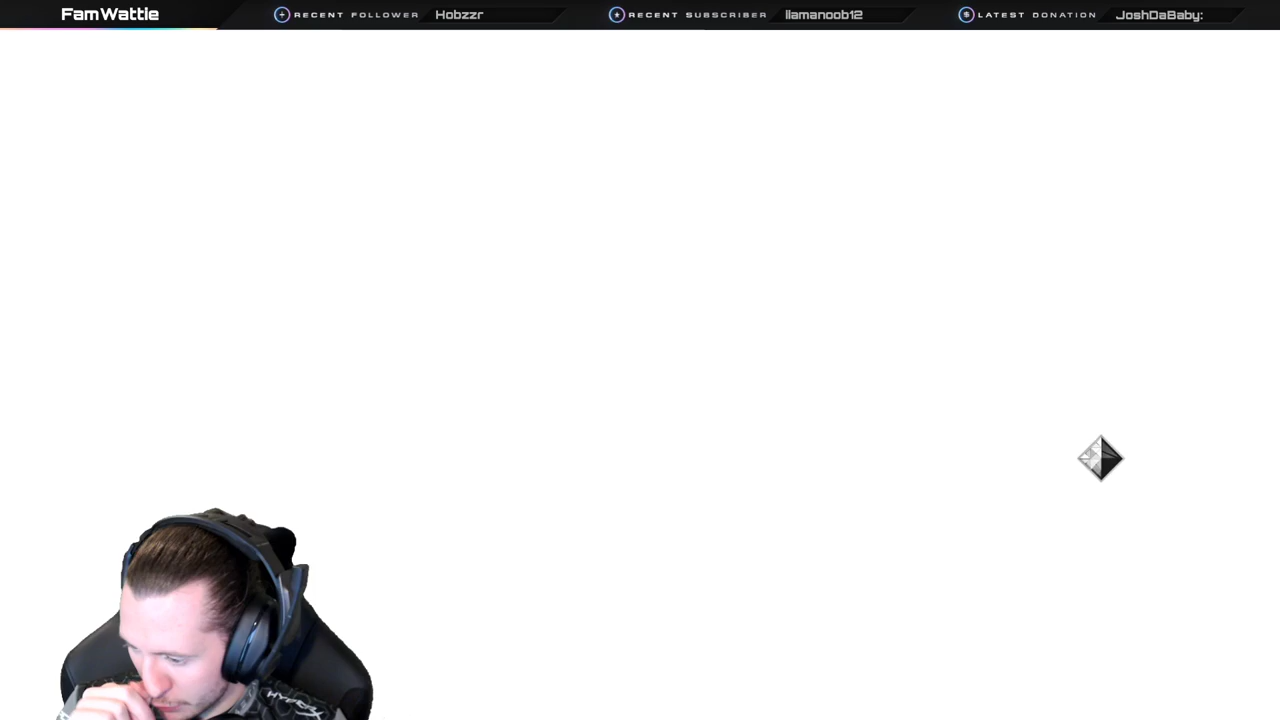 FamWattle
RECENT FOLLOWER Hobzzr
RECENT SUBSCRIBER llamanoob12
LATEST DONATION JoshDaBaby: